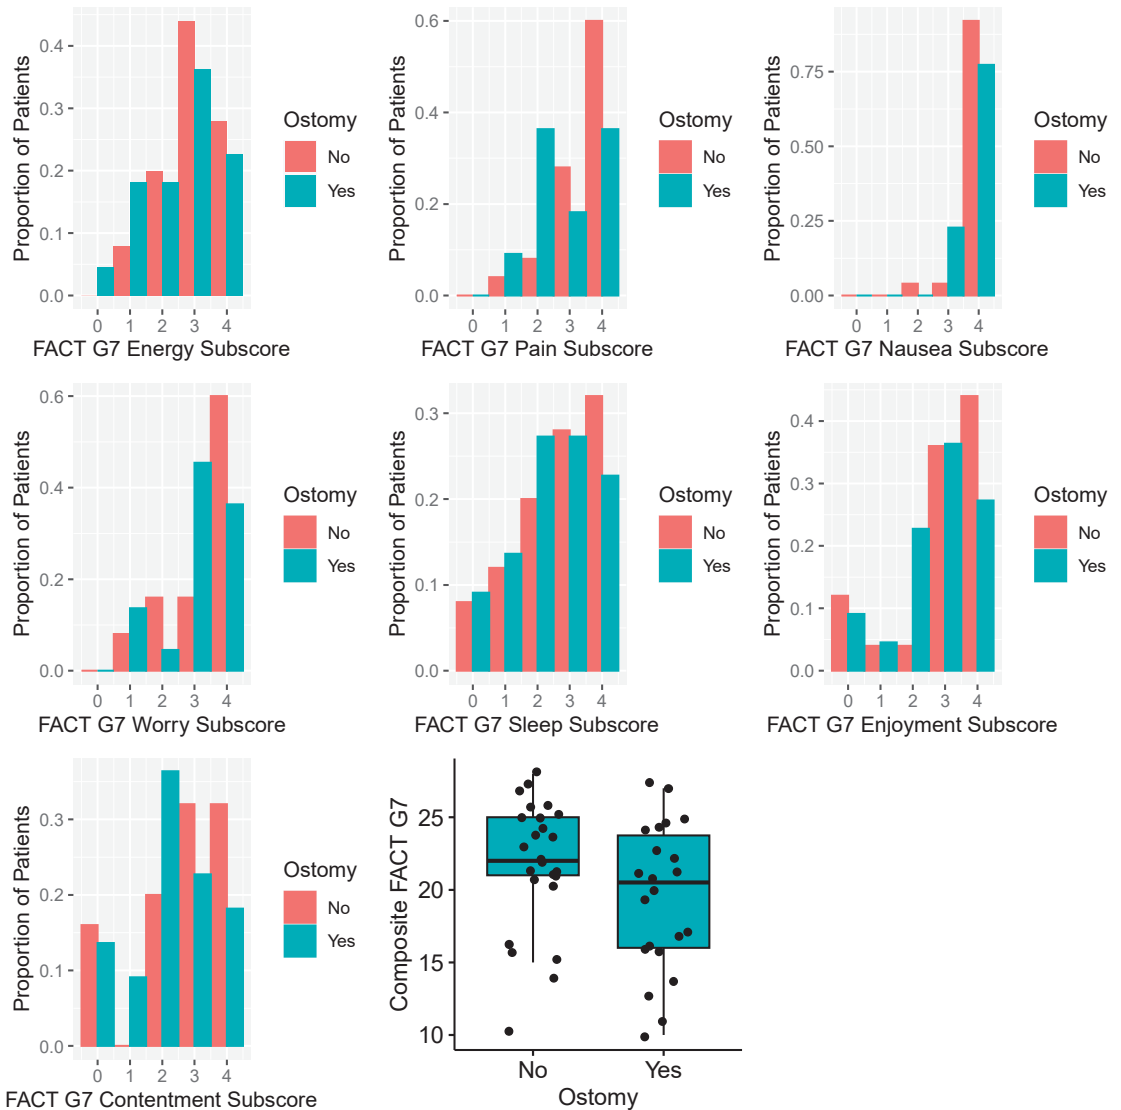 Proportion of Patients
0.4
0.3
0.2
0.1
0.0
0 1 2 3 4
FACT G7 Energy Subscore
Ostomy
No
Yes
Proportion of Patients
0.6
0.4
0.2
0.0
0 1 2 3 4
FACT G7 Pain Subscore
Ostomy
No
Yes
Proportion of Patients
0.75
0.50
0.25
0.00
0 1 2 3 4
FACT G7 Nausea Subscore
Ostomy
No
Yes
Proportion of Patients
0.6
0.4
0.2
0.0
0 1 2 3 4
FACT G7 Worry Subscore
Ostomy
No
Yes
Proportion of Patients
0.3
0.2
0.1
0.0
0 1 2 3 4
FACT G7 Sleep Subscore
Ostomy
No
Yes
Proportion of Patients
0.4
0.3
0.2
0.1
0.0
0 1 2 3 4
FACT G7 Enjoyment Subscore
Ostomy
No
Yes
Proportion of Patients
0.3
0.2
0.1
0.0
0 1 2 3 4
FACT G7 Contentment Subscore
Ostomy
No
Yes
Composite FACT G7
25
20
15
10
No Yes
Ostomy